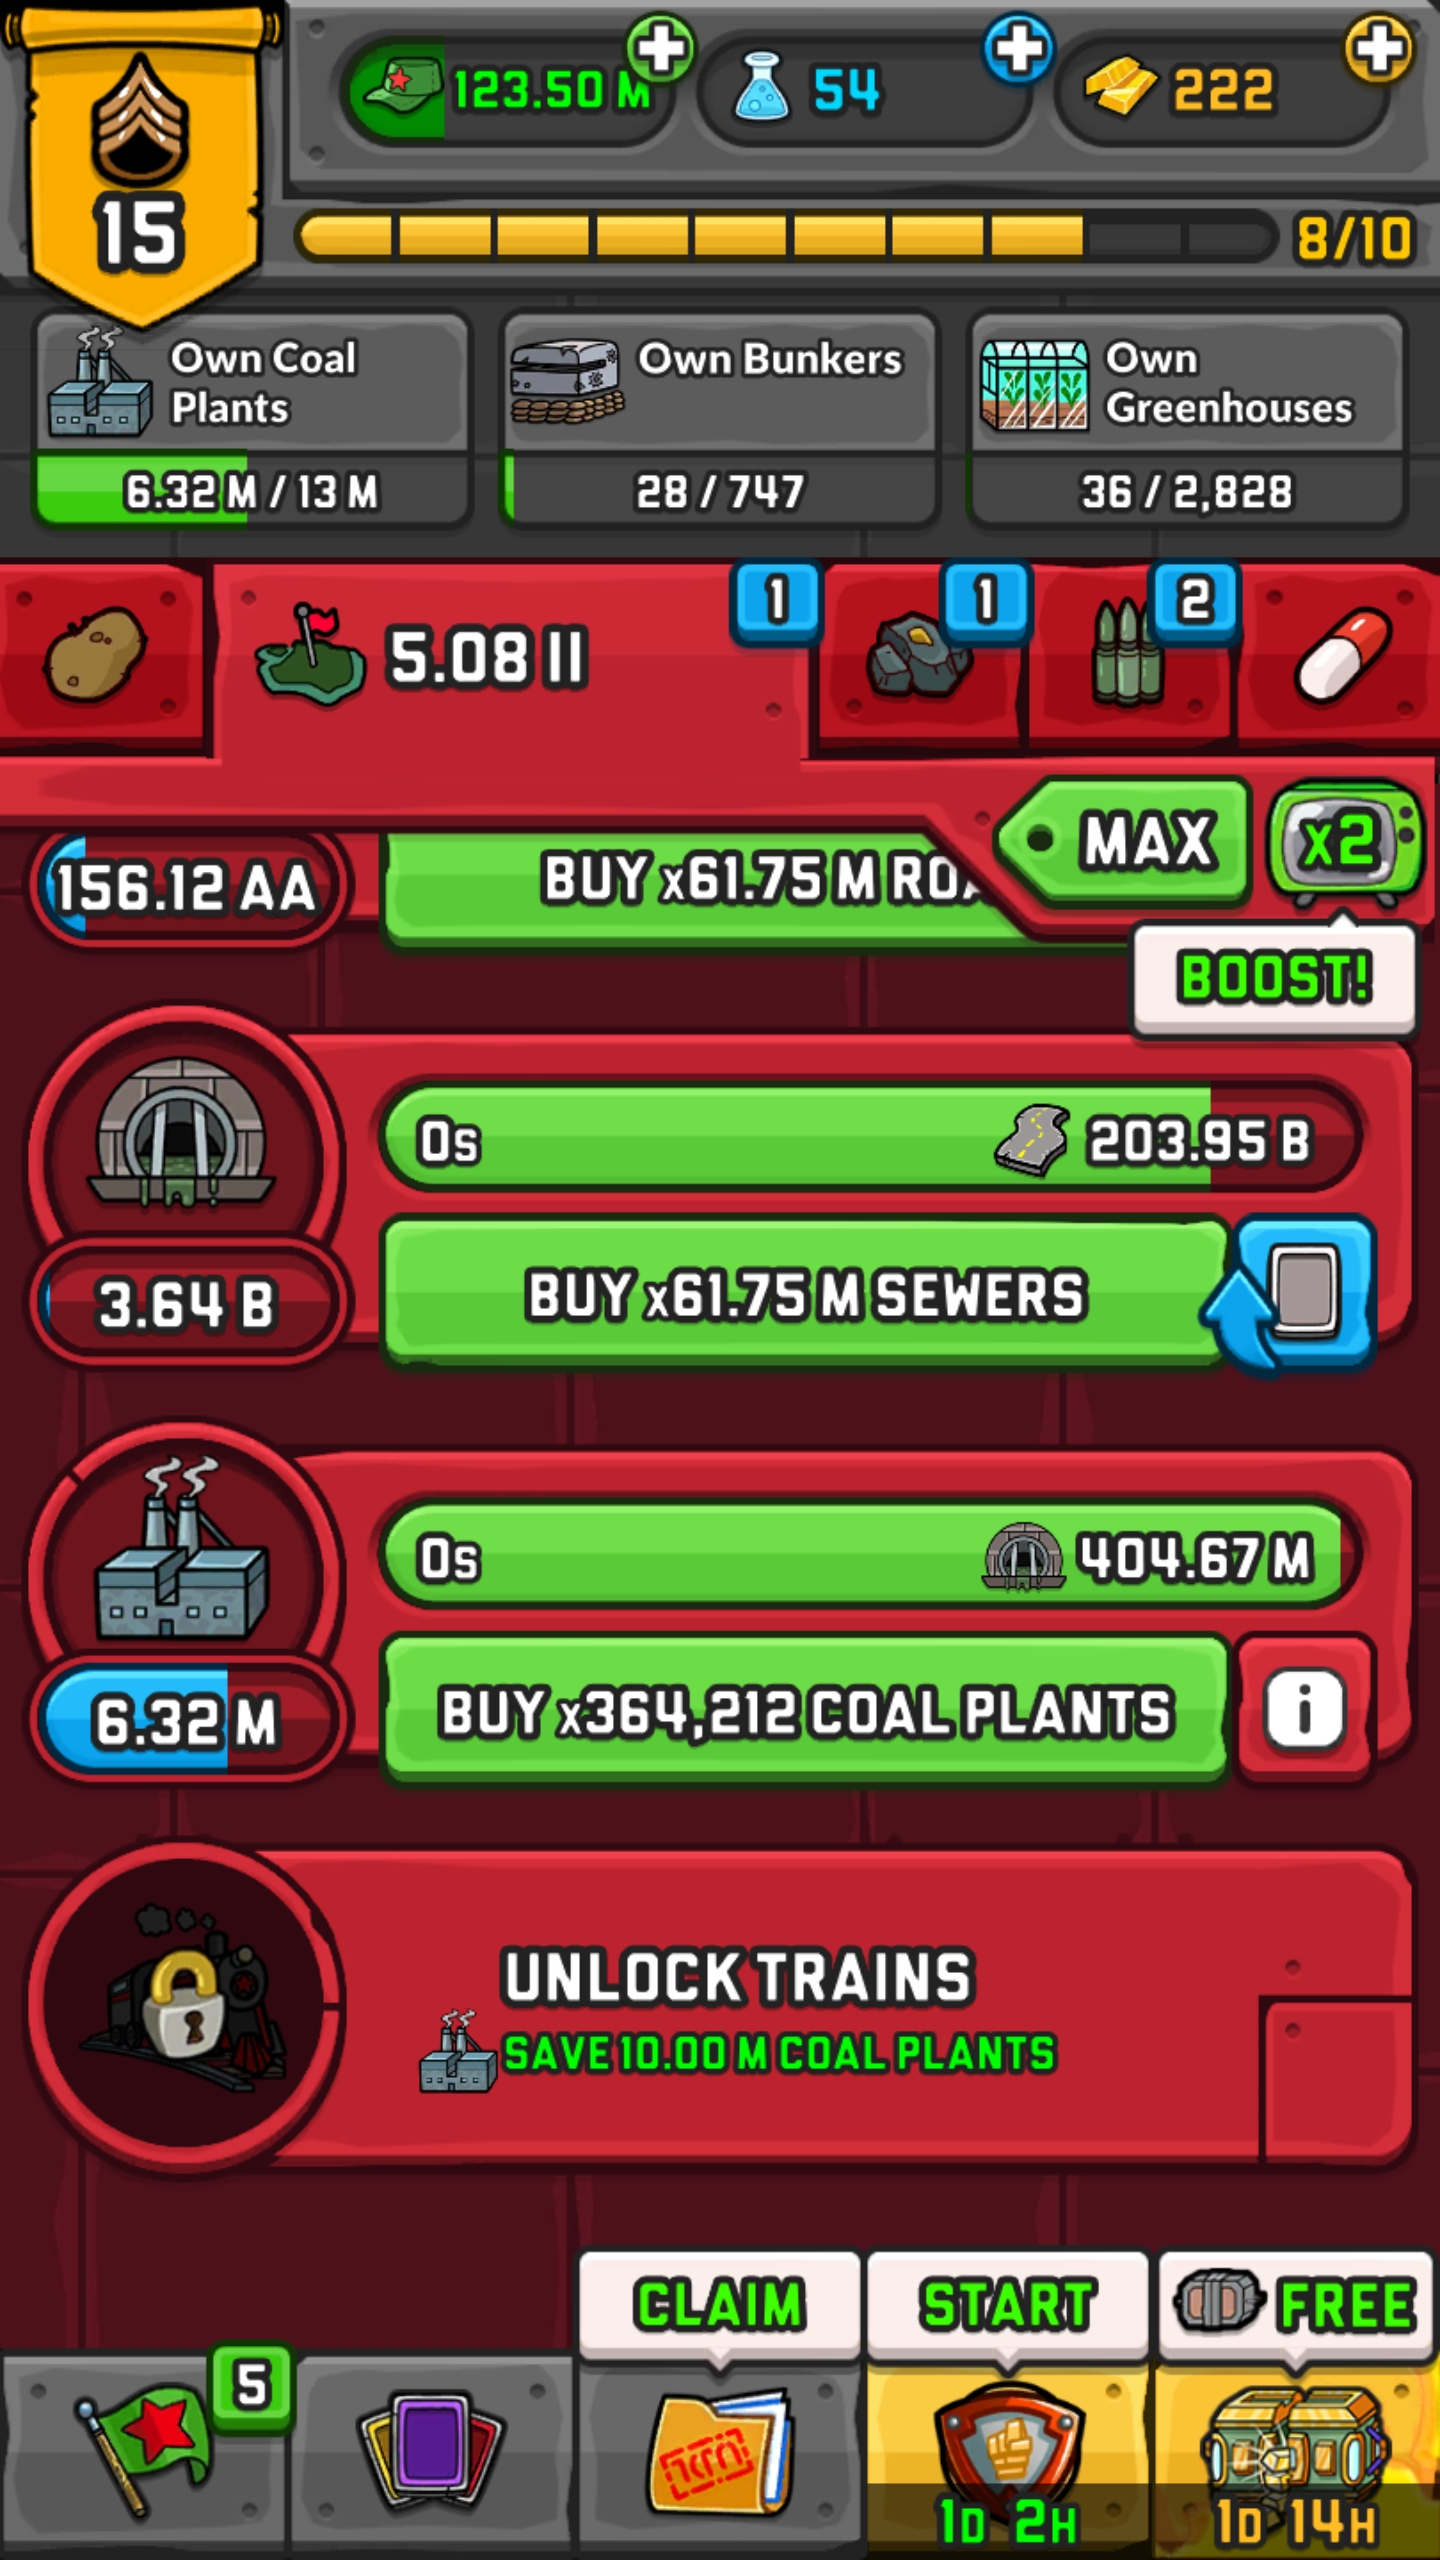 15
123.50 M
54
222
8/10
Own Coal
Plants
6.32 M / 13 M
Own Bunkers
28 / 747
Own
Greenhouses
36 / 2,828
5.08 II
1
1
2
MAX
x2
156.12 AA
BUY x61.75 M
BOOST!
0s
203.95 B
3.64 B
BUY x61.75 M SEWERS
0s
404.67 M
6.32 M
BUY x364,212 COAL PLANTS
i
UNLOCK TRAINS
SAVE 10.00 M COAL PLANTS
CLAIM
START
FREE
5
1D 2H
1D 14H